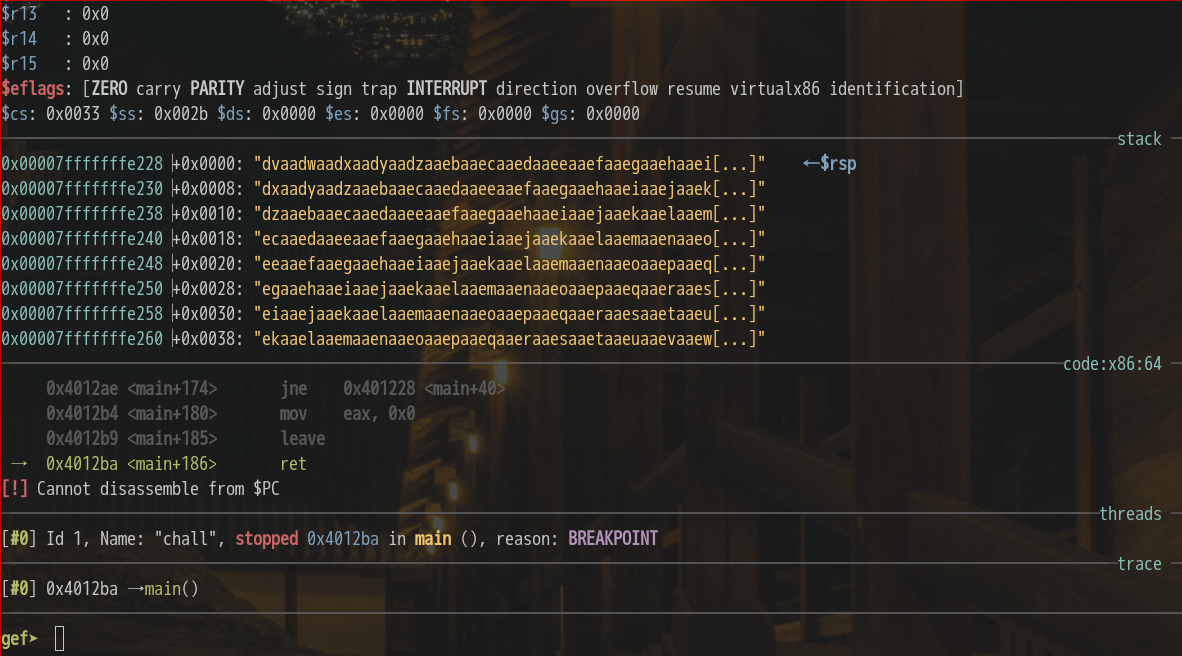 $r13   : 0x0
$r14   : 0x0
$r15   : 0x0
$eflags: [ZERO carry PARITY adjust sign trap INTERRUPT direction overflow resume virtualx86 identification]
$cs: 0x0033 $ss: 0x002b $ds: 0x0000 $es: 0x0000 $fs: 0x0000 $gs: 0x0000
stack
0x00007fffffffe228│+0x0000: "dvaadwaadxaadyaadzaaebaaecaaedaaeeaaefaaegaaehaaei[...]"    ←$rsp
0x00007fffffffe230│+0x0008: "dxaadyaadzaaebaaecaaedaaeeaaefaaegaaehaaeiaaejaaek[...]"
0x00007fffffffe238│+0x0010: "dzaaebaaecaaedaaeeaaefaaegaaehaaeiaaejaaekaaelaaem[...]"
0x00007fffffffe240│+0x0018: "ecaaedaaeeaaefaaegaaehaaeiaaejaaekaaelaaemaaenaaeo[...]"
0x00007fffffffe248│+0x0020: "eeaaefaaegaaehaaeiaaejaaekaaelaaemaaenaaeoaaepaaeq[...]"
0x00007fffffffe250│+0x0028: "egaaehaaeiaaejaaekaaelaaemaaenaaeoaaepaaeqaaeraaes[...]"
0x00007fffffffe258│+0x0030: "eiaaejaaekaaelaaemaaenaaeoaaepaaeqaaeraaesaaetaaeu[...]"
0x00007fffffffe260│+0x0038: "ekaaelaaemaaenaaeoaaepaaeqaaeraaesaaetaaeuaaevaaew[...]"
code:x86:64
0x4012ae <main+174>       jne    0x401228 <main+40>
0x4012b4 <main+180>       mov    eax, 0x0
0x4012b9 <main+185>       leave
→  0x4012ba <main+186>       ret
[!] Cannot disassemble from $PC
threads
[#0] Id 1, Name: "chall", stopped 0x4012ba in main (), reason: BREAKPOINT
trace
[#0] 0x4012ba →main()
gef➤